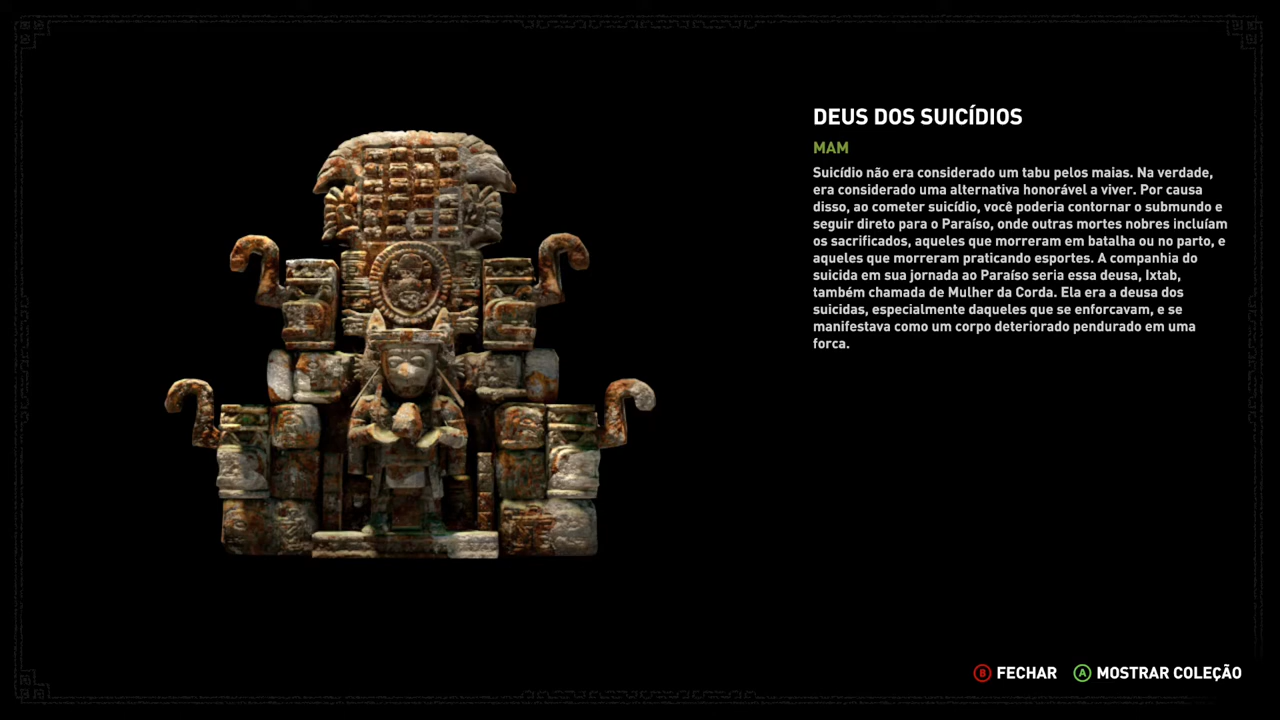 DEUS DOS SUICÍDIOS
MAM
Suicídio não era considerado um tabu pelos maias. Na verdade,
era considerado uma alternativa honorável a viver. Por causa
disso, ao cometer suicídio, você poderia contornar o submundo e
seguir direto para o Paraíso, onde outras mortes nobres incluíam
os sacrificados, aqueles que morreram em batalha ou no parto, e
aqueles que morreram praticando esportes. A companhia do
suicida em sua jornada ao Paraíso seria essa deusa, Ixtab,
também chamada de Mulher da Corda. Ela era a deusa dos
suicidas, especialmente daqueles que se enforcavam, e se
manifestava como um corpo deteriorado pendurado em uma
forca.
B FECHAR A MOSTRAR COLEÇÃO